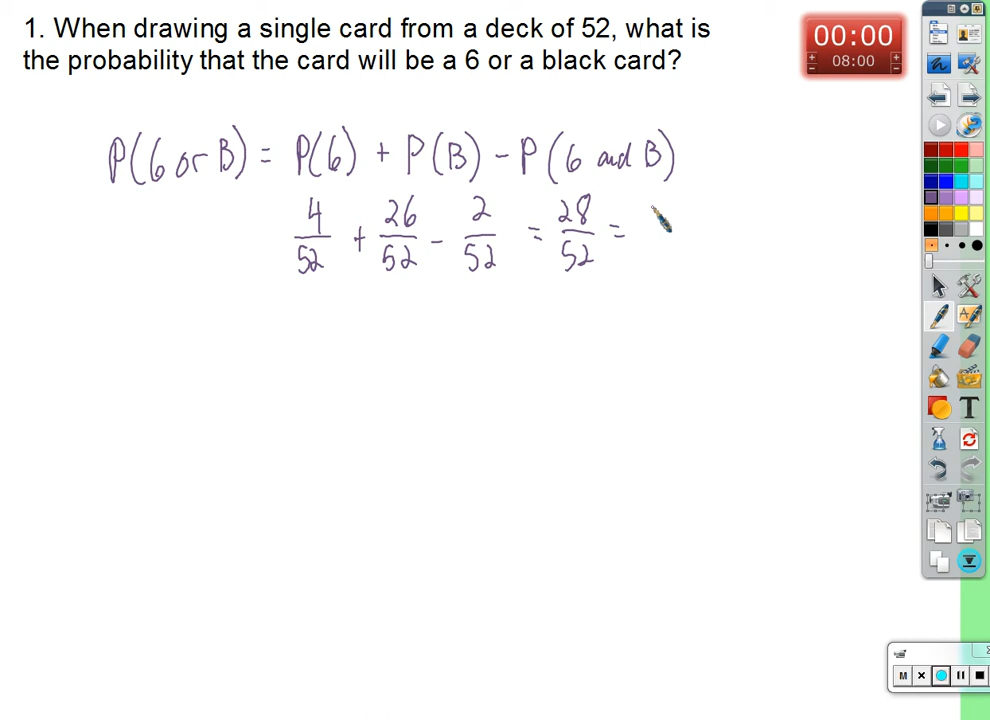 1. When drawing a single card from a deck of 52, what is
the probability that the card will be a 6 or a black card?
P(6 or B) = P(6) + P(B) - P(6 and B)
4/52 + 26/52 - 2/52 = 28/52 =
00:00
08:00
A
T
M